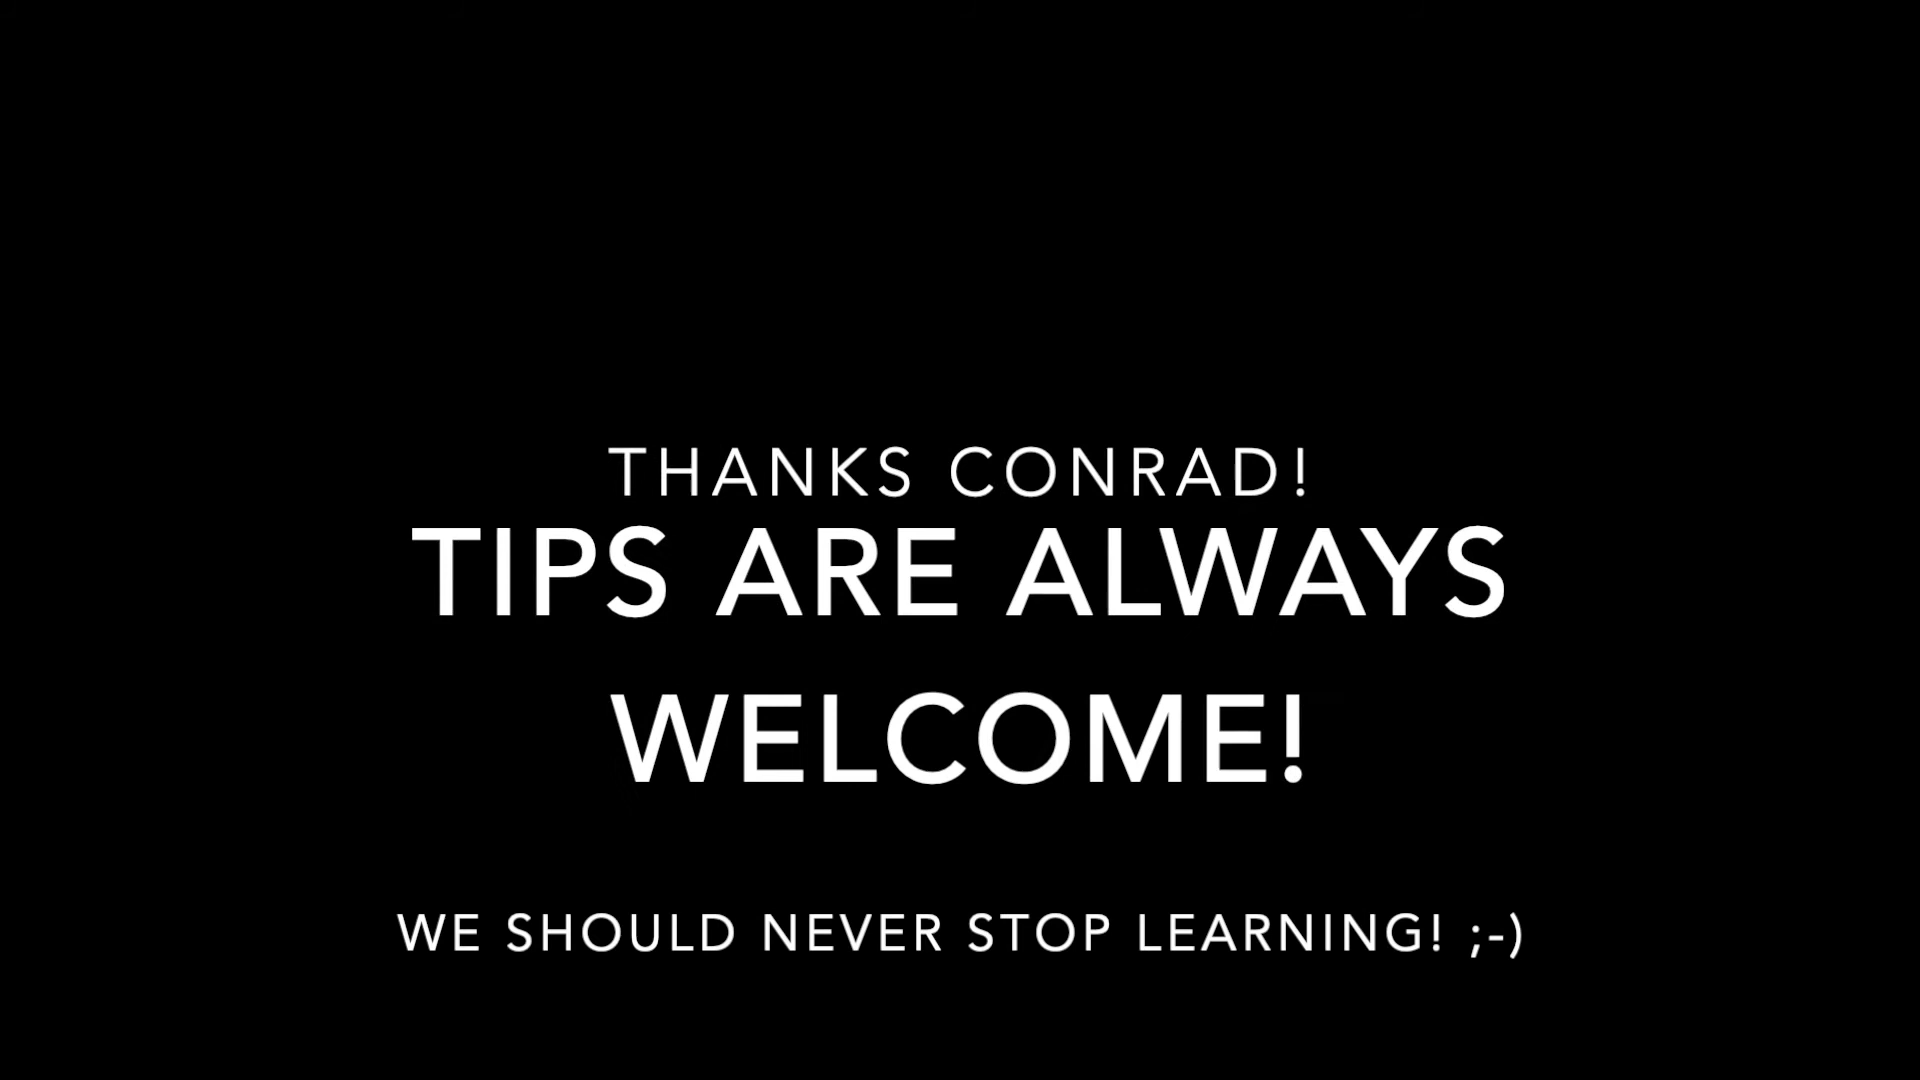 THANKS CONRAD!
TIPS ARE ALWAYS
WELCOME!
WE SHOULD NEVER STOP LEARNING! ;-)